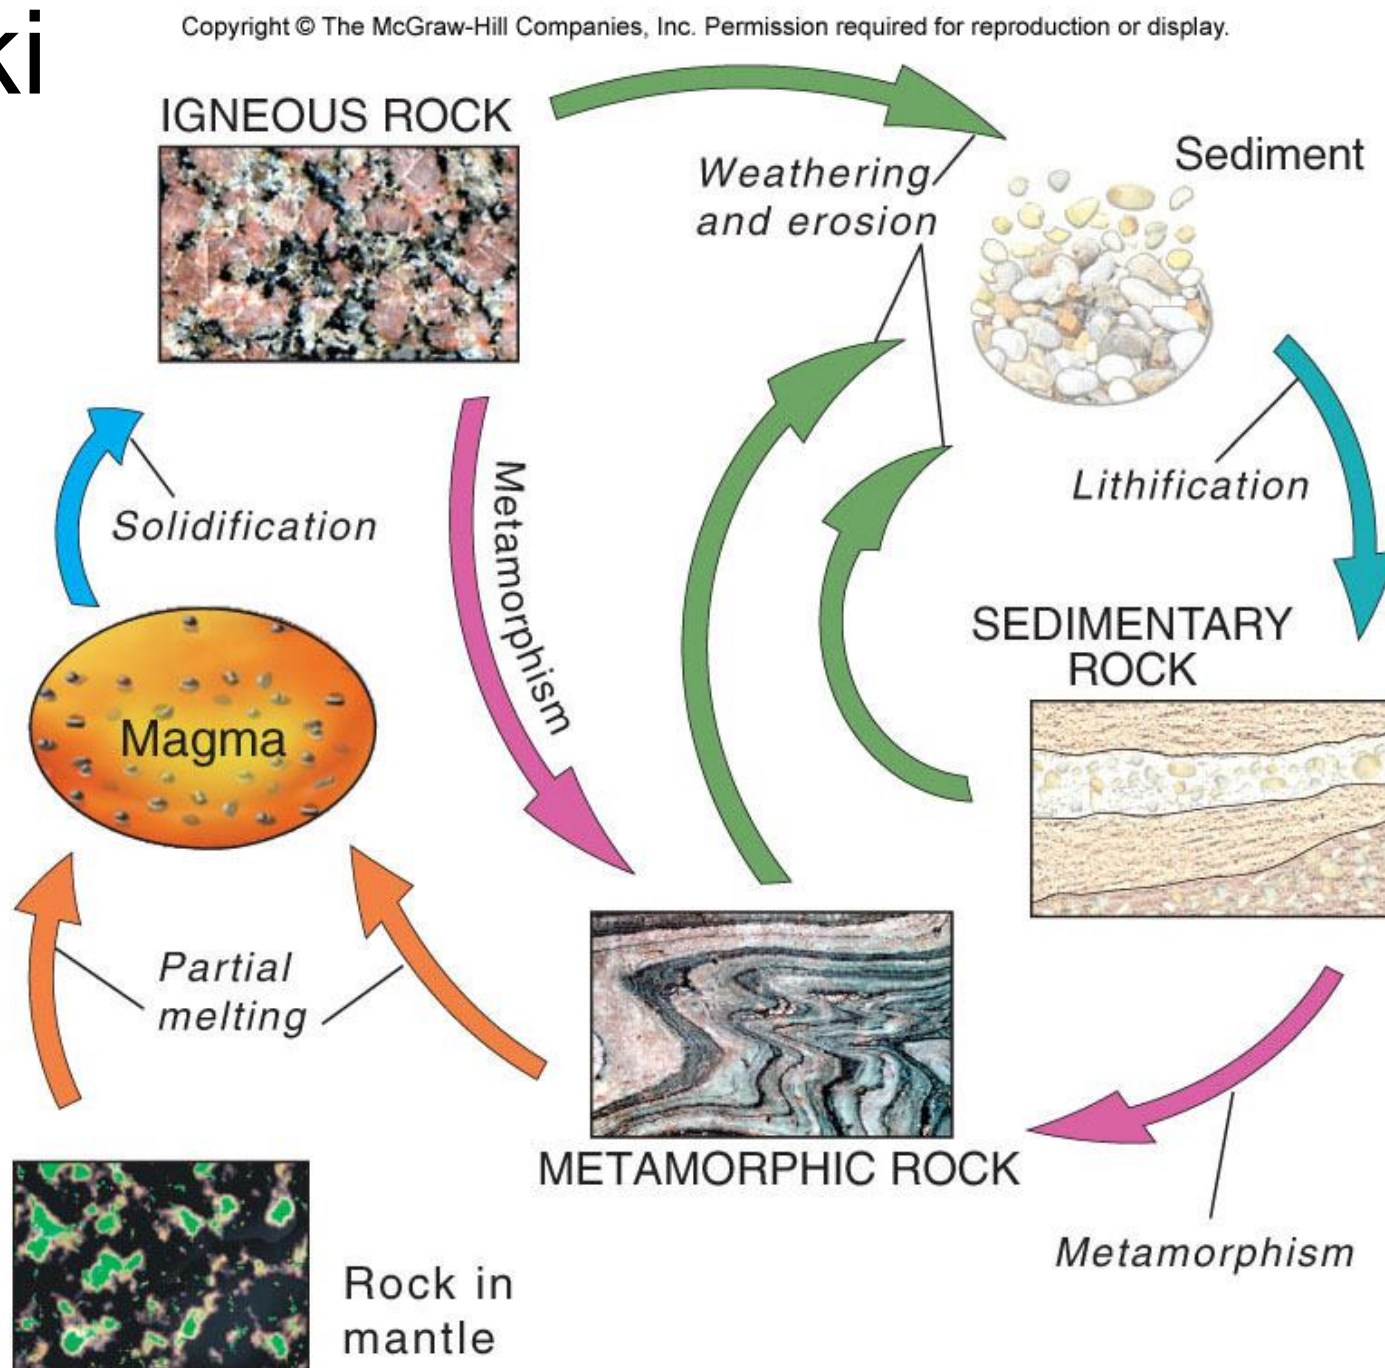 ki
Copyright © The McGraw-Hill Companies, Inc. Permission required for reproduction or display.
IGNEOUS ROCK
Weathering
and erosion
Sediment
Solidification
Metamorphism
Lithification
SEDIMENTARY
ROCK
Magma
Partial
melting
METAMORPHIC ROCK
Metamorphism
Rock in
mantle